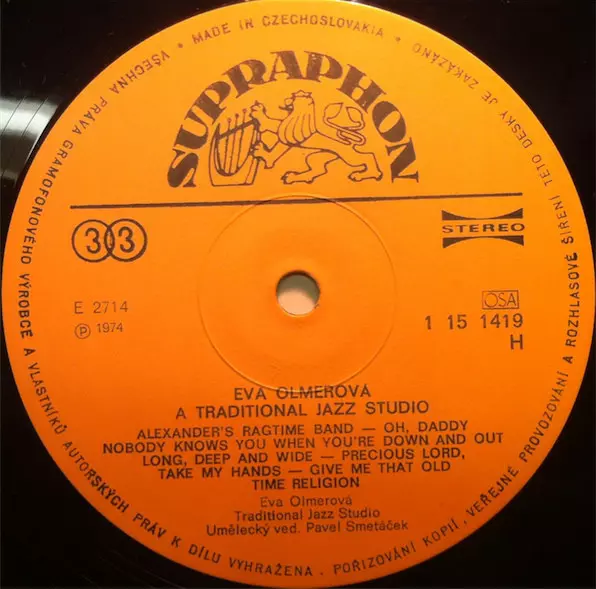 VŠECHNA PRÁVA GRAMOFONOVÉHO VÝROBCE A VLASTNÍKŮ AUTORSKÝCH PRÁV K DÍLU VYHRAŽENA. POŘIZOVÁNÍ KOPIÍ, VEŘEJNÉ PROVOZOVÁNÍ A ROZHLASOVÉ ŠÍŘENÍ TÉTO DESKY JE ZAKÁZÁNO • MADE IN CZECHOSLOVAKIA •
SUPRAPHON
33
STEREO
E 2714
℗ 1974
OSA
1 15 1419
H
EVA OLMEROVÁ
A TRADITIONAL JAZZ STUDIO
ALEXANDER'S RAGTIME BAND — OH, DADDY
NOBODY KNOWS YOU WHEN YOU'RE DOWN AND OUT
LONG, DEEP AND WIDE — PRECIOUS LORD,
TAKE MY HANDS — GIVE ME THAT OLD
TIME RELIGION
Eva Olmerová
Traditional Jazz Studio
Umělecký ved. Pavel Smetáček